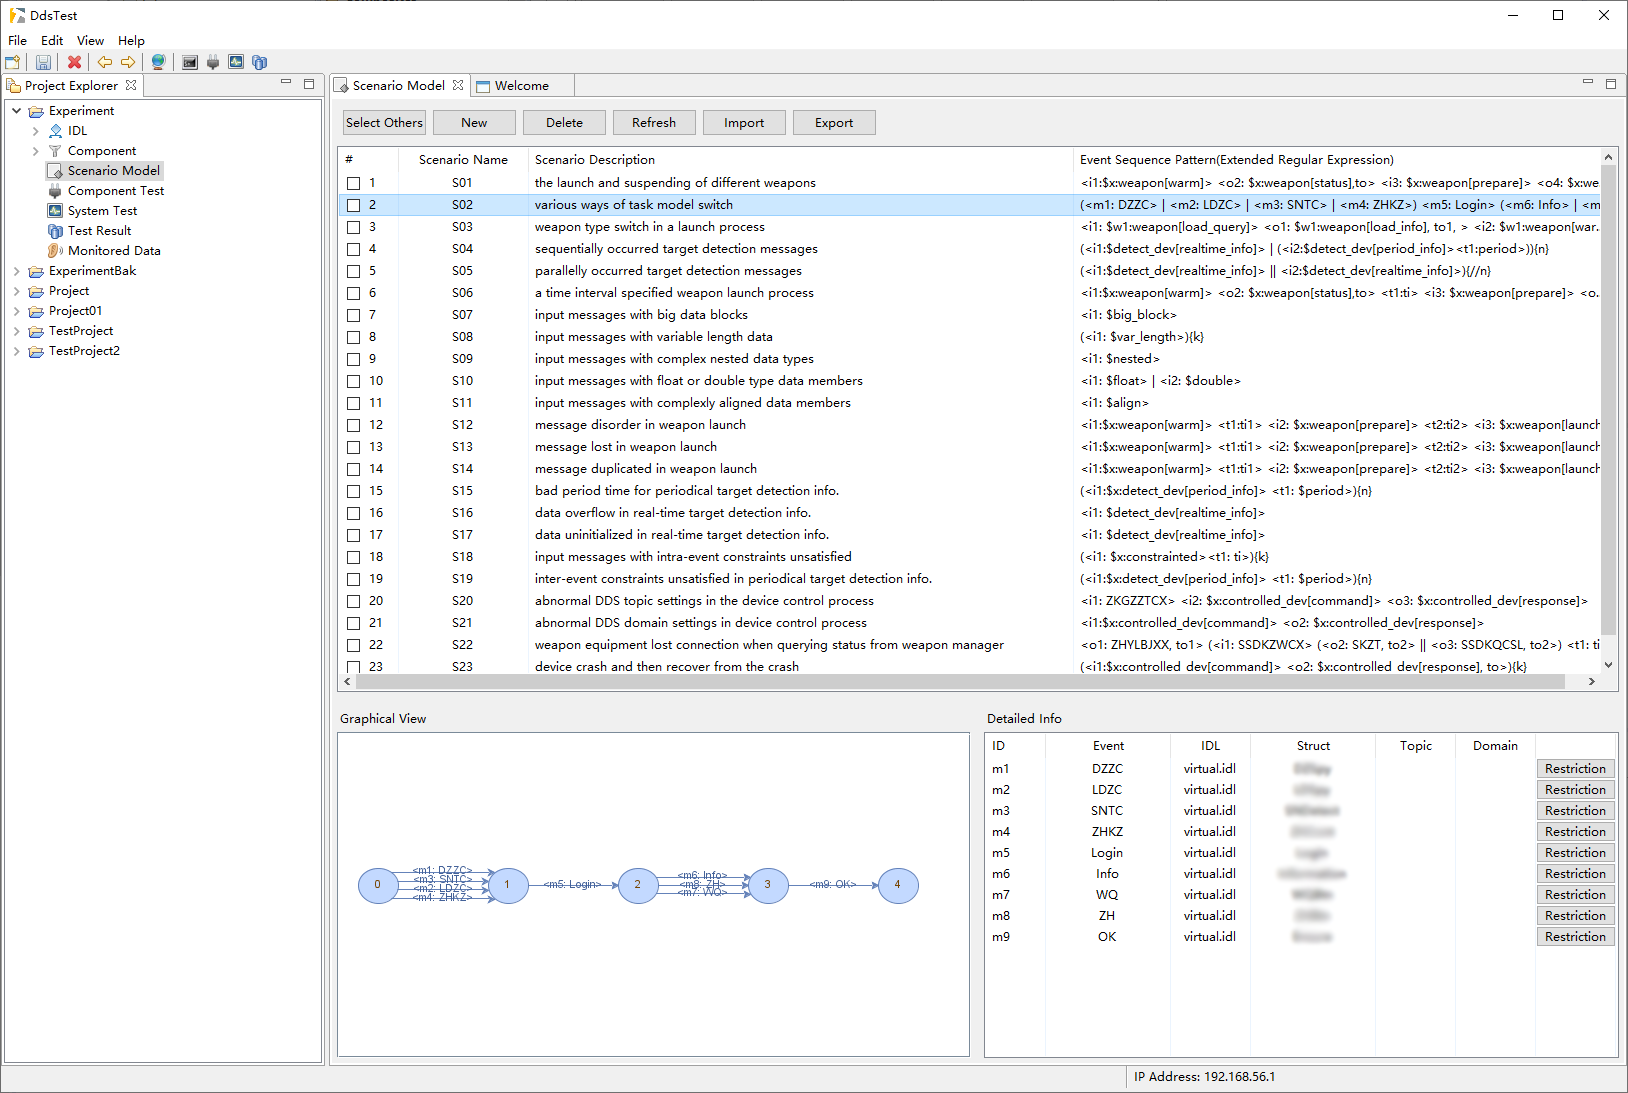 DdsTest
File Edit View Help
Project Explorer
Experiment
IDL
Component
Scenario Model
Component Test
System Test
Test Result
Monitored Data
ExperimentBak
Project
Project01
TestProject
TestProject2
Scenario Model Welcome
Select Others New Delete Refresh Import Export
# Scenario Name Scenario Description Event Sequence Pattern(Extended Regular Expression)
1 S01 the launch and suspending of different weapons <i1:$x:weapon[warm]> <o2: $x:weapon[status],to> <i3: $x:weapon[prepare]> <o4: $x:we...
2 S02 various ways of task model switch (<m1: DZZC> | <m2: LDZC> | <m3: SNTC> | <m4: ZHKZ>) <m5: Login> (<m6: Info> | <m...
3 S03 weapon type switch in a launch process <i1: $w1:weapon[load_query]> <o1: $w1:weapon[load_info], to1, > <i2: $w1:weapon[war...
4 S04 sequentially occurred target detection messages (<i1:$detect_dev[realtime_info]> | (<i2:$detect_dev[period_info]> <t1:period>)){n}
5 S05 parallelly occurred target detection messages (<i1:$detect_dev[realtime_info]> || <i2:$detect_dev[realtime_info]>){//n}
6 S06 a time interval specified weapon launch process <i1:$x:weapon[warm]> <o2: $x:weapon[status],to> <t1:ti> <i3: $x:weapon[prepare]> <o...
7 S07 input messages with big data blocks <i1: $big_block>
8 S08 input messages with variable length data (<i1: $var_length>){k}
9 S09 input messages with complex nested data types <i1: $nested>
10 S10 input messages with float or double type data members <i1: $float> | <i2: $double>
11 S11 input messages with complexly aligned data members <i1: $align>
12 S12 message disorder in weapon launch <i1:$x:weapon[warm]> <t1:ti1> <i2: $x:weapon[prepare]> <t2:ti2> <i3: $x:weapon[launch
13 S13 message lost in weapon launch <i1:$x:weapon[warm]> <t1:ti1> <i2: $x:weapon[prepare]> <t2:ti2> <i3: $x:weapon[launch
14 S14 message duplicated in weapon launch <i1:$x:weapon[warm]> <t1:ti1> <i2: $x:weapon[prepare]> <t2:ti2> <i3: $x:weapon[launch
15 S15 bad period time for periodical target detection info. (<i1:$x:detect_dev[period_info]> <t1: $period>){n}
16 S16 data overflow in real-time target detection info. <i1: $detect_dev[realtime_info]>
17 S17 data uninitialized in real-time target detection info. <i1: $detect_dev[realtime_info]>
18 S18 input messages with intra-event constraints unsatisfied (<i1: $x:constrainted> <t1: ti>){k}
19 S19 inter-event constraints unsatisfied in periodical target detection info. (<i1:$x:detect_dev[period_info]> <t1: $period>){n}
20 S20 abnormal DDS topic settings in the device control process <i1: ZKGZZTCX> <i2: $x:controlled_dev[command]> <o3: $x:controlled_dev[response]>
21 S21 abnormal DDS domain settings in device control process <i1:$x:controlled_dev[command]> <o2: $x:controlled_dev[response]>
22 S22 weapon equipment lost connection when querying status from weapon manager <o1: ZHYLBJXX, to1> (<i1: SSDKZWCX> (<o2: SKZT, to2> || <o3: SSDKQCSL, to2>) <t1: ti
23 S23 device crash and then recover from the crash (<i1:$x:controlled_dev[command]> <o2: $x:controlled_dev[response], to>){k}
Graphical View
0 <m1: DZZC> <m3: SNTC> <m2: LDZC> <m4: ZHKZ> 1 <m5: Login> 2 <m6: Info> <m8: ZH> <m7: WQ> 3 <m9: OK> 4
Detailed Info
ID Event IDL Struct Topic Domain
m1 DZZC virtual.idl Restriction
m2 LDZC virtual.idl Restriction
m3 SNTC virtual.idl Restriction
m4 ZHKZ virtual.idl Restriction
m5 Login virtual.idl Restriction
m6 Info virtual.idl Restriction
m7 WQ virtual.idl Restriction
m8 ZH virtual.idl Restriction
m9 OK virtual.idl Restriction
IP Address: 192.168.56.1